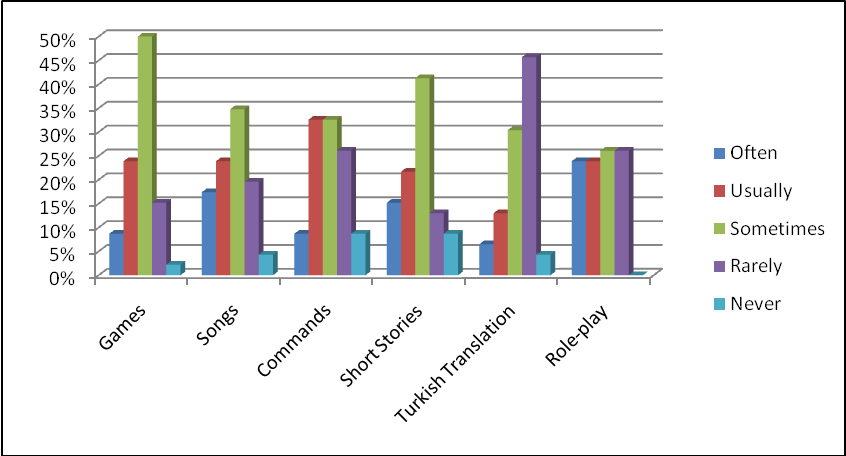 50%
45%
40%
35%
30%
25%
20%
15%
10%
5%
0%
Games
Songs
Commands
Short Stories
Turkish Translation
Role-play
Often
Usually
Sometimes
Rarely
Never